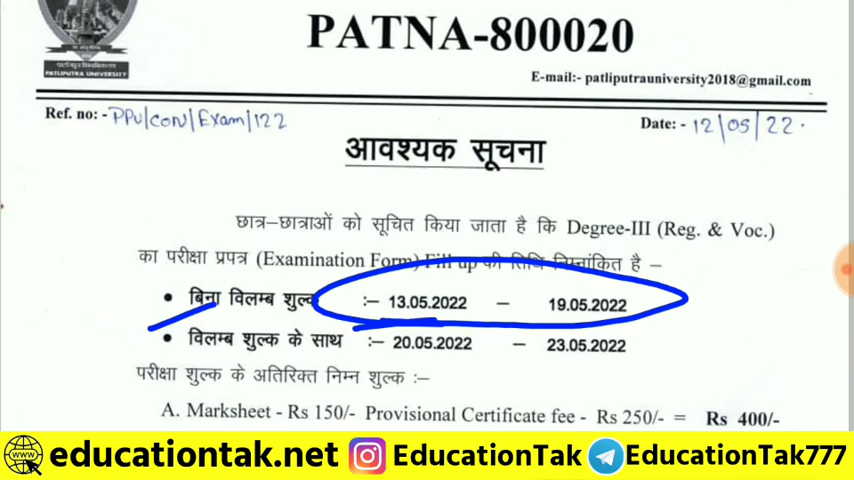 PATLIPUTRA UNIVERSITY
PATNA-800020
E-mail:- patliputrauniversity2018@gmail.com
Ref. no: - PPU/CON/Exam/122
Date: - 12/05/22.
आवश्यक सूचना
छात्र–छात्राओं को सूचित किया जाता है कि Degree-III (Reg. & Voc.)
का परीक्षा प्रपत्र (Examination Form) Fill up की तिथि निम्नांकित है –
• बिना विलम्ब शुल्क :– 13.05.2022 – 19.05.2022
• विलम्ब शुल्क के साथ :– 20.05.2022 – 23.05.2022
परीक्षा शुल्क के अतिरिक्त निम्न शुल्क :–
A. Marksheet - Rs 150/- Provisional Certificate fee - Rs 250/- = Rs 400/-
www educationtak.net EducationTak EducationTak777